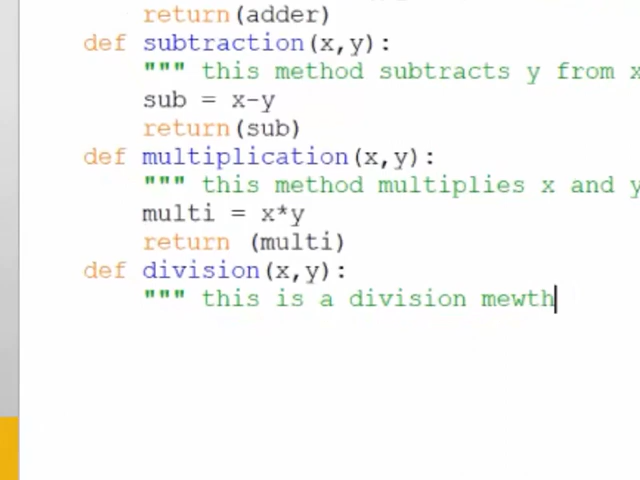 return(adder)
def subtraction(x,y):
""" this method subtracts y from x
sub = x-y
return(sub)
def multiplication(x,y):
""" this method multiplies x and y
multi = x*y
return (multi)
def division(x,y):
""" this is a division mewth